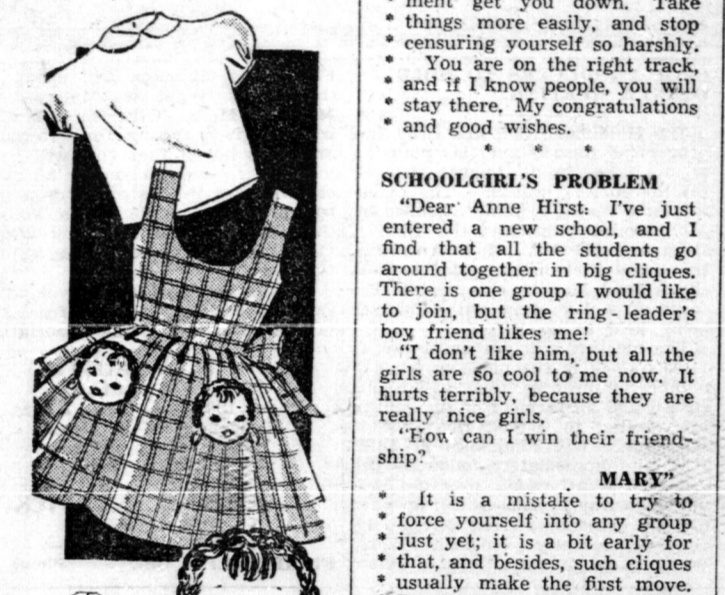 ment get you down. Take
* things more easily, and stop
* censuring yourself so harshly.
* You are on the right track,
* and if I know people, you will
* stay there. My congratulations
* and good wishes.
* * *
SCHOOLGIRL'S PROBLEM
"Dear Anne Hirst: I've just
entered a new school, and I
find that all the students go
around together in big cliques.
There is one group I would like
to join, but the ring-leader's
boy friend likes me!
"I don't like him, but all the
girls are so cool to me now. It
hurts terribly, because they are
really nice girls.
"How can I win their friend-
ship?
MARY"
* It is a mistake to try to
* force yourself into any group
* just yet; it is a bit early for
* that, and besides, such cliques
* usually make the first move.